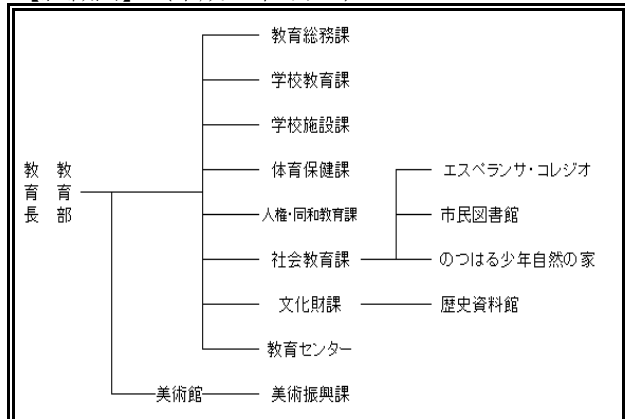 教育長 教育部
教育総務課
学校教育課
学校施設課
体育保健課
人権・同和教育課
社会教育課
エスペランサ・コレジオ
市民図書館
のつはる少年自然の家
文化財課
歴史資料館
教育センター
美術館
美術振興課